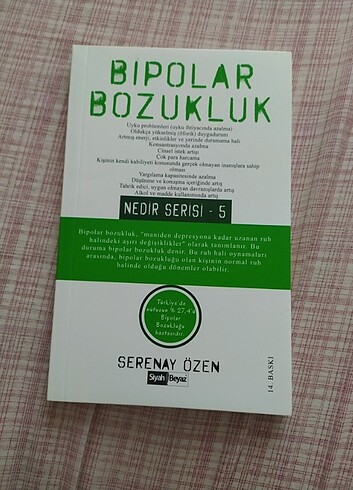 BIPOLAR
BOZUKLUK
Uyku problemleri (uyku ihtiyacında azalma)
Oldukça yükselmiş (öforik) duygudurum
Artmış enerji, etkinlikler ve yerinde duramama hali
Konsantrasyonda azalma
Cinsel istek artışı
Çok para harcama
Kişinin kendi kabiliyeti konusunda gerçek olmayan inanışlara sahip
olması
Yargılama kapasitesinde azalma
Düşünme ve konuşma içeriğinde artış
Tahrik edici, uygun olmayan davranışlarda artış
Alkol ve madde kullanımında artış
NEDİR SERİSİ - 5
Bipolar bozukluk, "maniden depresyona kadar uzanan ruh
halindeki aşırı değişiklikler" olarak tanımlanır. Bu
duruma bipolar bozukluk denir. Bu ruh hali oynamaları
arasında, bipolar bozukluğu olan kişinin normal ruh
halinde olduğu dönemler olabilir.
Türkiye'de
nüfusun % 27,4'ü
Bipolar
Bozukluğu
hastasıdır.
SERENAY ÖZEN
Siyah Beyaz
14. BASKI